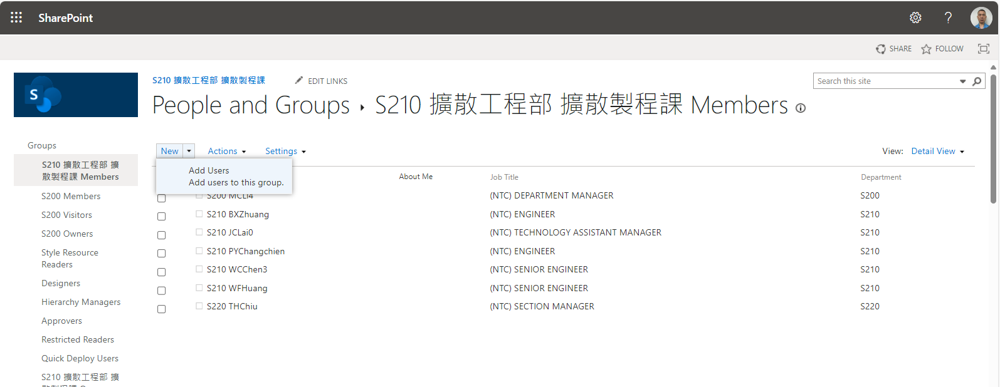 SharePoint
SHARE FOLLOW
S
S210 擴散工程部 擴散製程課 EDIT LINKS
Search this site
People and Groups ▸ S210 擴散工程部 擴散製程課 Members
Groups
S210 擴散工程部 擴
散製程課 Members
S200 Members
S200 Visitors
S200 Owners
Style Resource
Readers
Designers
Hierarchy Managers
Approvers
Restricted Readers
Quick Deploy Users
S210 擴散工程部 擴
New Actions Settings
View: Detail View
Add Users
Add users to this group.
About Me Job Title Department
S200 MCLi4 (NTC) DEPARTMENT MANAGER S200
S210 BXZhuang (NTC) ENGINEER S210
S210 JCLai0 (NTC) TECHNOLOGY ASSISTANT MANAGER S210
S210 PYChangchien (NTC) ENGINEER S210
S210 WCChen3 (NTC) SENIOR ENGINEER S210
S210 WFHuang (NTC) SENIOR ENGINEER S210
S220 THChiu (NTC) SECTION MANAGER S220